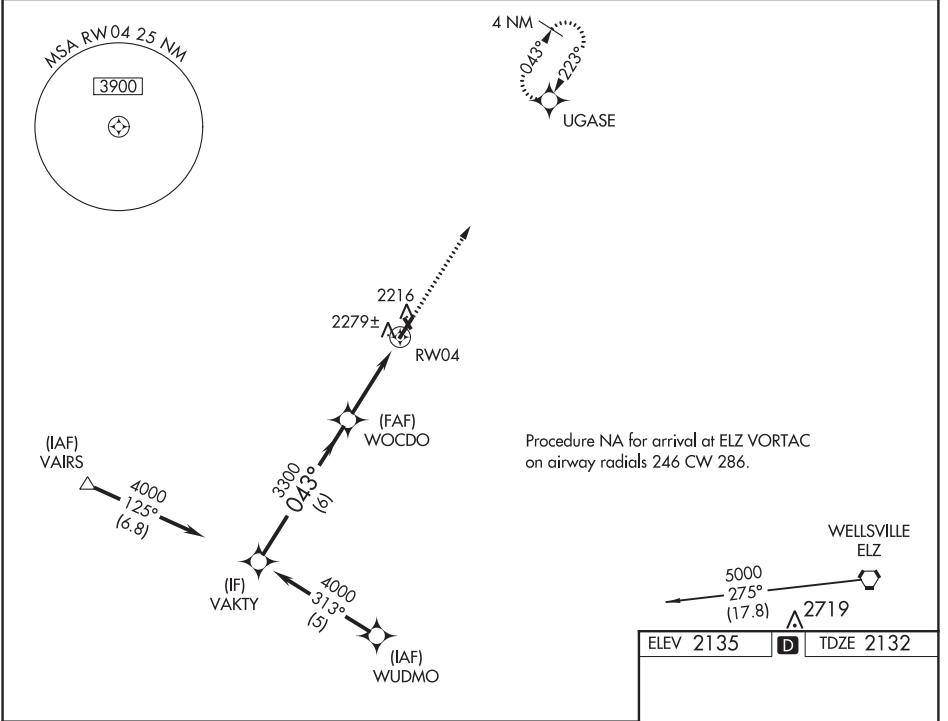 MSA RW04 25 NM
3900
4 NM
043°
223°
UGASE
2216
2279±
RW04
(FAF)
WOCDO
(IAF)
VAIRS
4000
125°
(6.8)
3300
043°
(6)
(IF)
VAKTY
4000
313°
(5)
(IAF)
WUDMO
Procedure NA for arrival at ELZ VORTAC
on airway radials 246 CW 286.
WELLSVILLE
ELZ
5000
275°
(17.8)
2719
ELEV 2135 D TDZE 2132